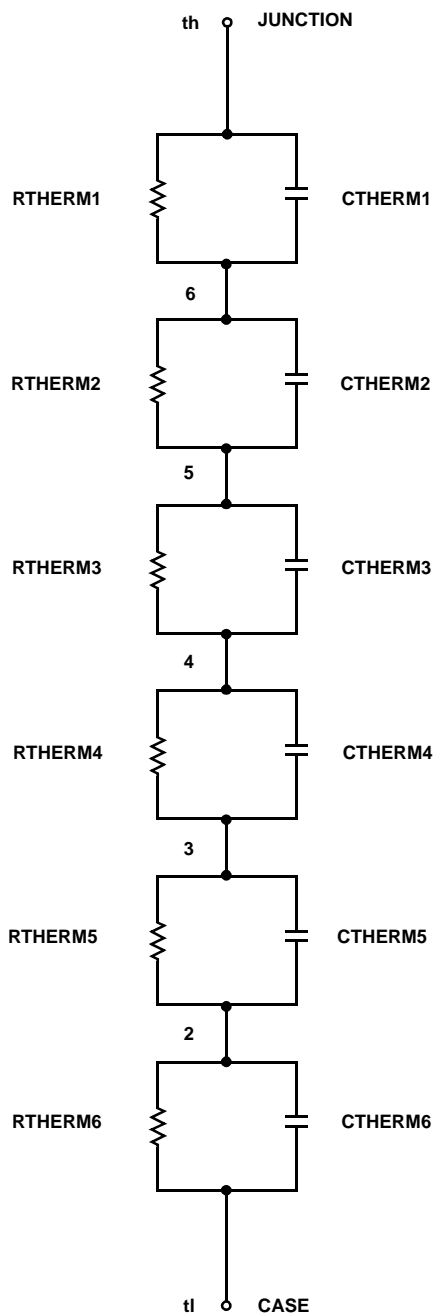 th JUNCTION
RTHERM1 CTHERM1
6
RTHERM2 CTHERM2
5
RTHERM3 CTHERM3
4
RTHERM4 CTHERM4
3
RTHERM5 CTHERM5
2
RTHERM6 CTHERM6
tl CASE